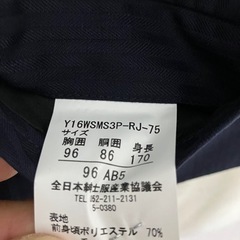 Y16WSMS3P-RJ-75
サイズ
胸囲 胴囲 身長
96 86 170
96 AB5
全日本紳士服産業協議会
TEL052-211-2131
5-0380
表地
前身頃ポリエステル 70%